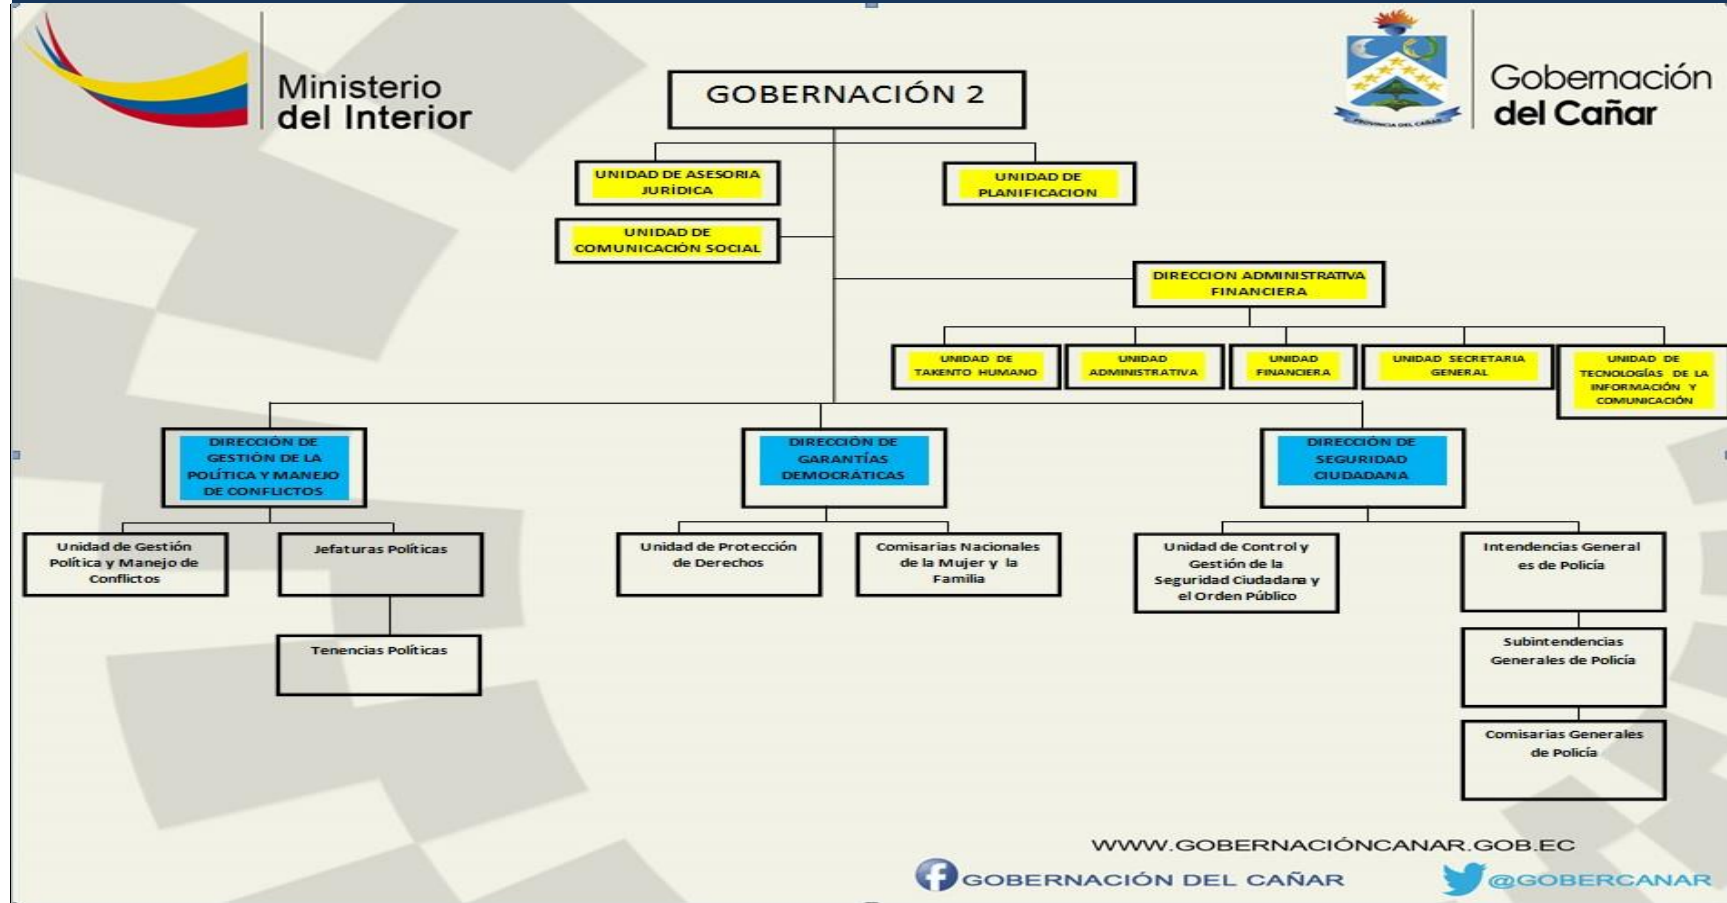 Ministerio
del Interior
GOBERNACIÓN 2
PROVINCIA DEL CAÑAR
Gobernación
del Cañar
UNIDAD DE ASESORIA
JURÍDICA
UNIDAD DE
PLANIFICACION
UNIDAD DE
COMUNICACIÓN SOCIAL
DIRECCION ADMINISTRATIVA
FINANCIERA
UNIDAD DE
TAKENTO HUMANO
UNIDAD
ADMINISTRATIVA
UNIDAD
FINANCIERA
UNIDAD SECRETARIA
GENERAL
UNIDAD DE
TECNOLOGÍAS DE LA
INFORMACIÓN Y
COMUNICACIÓN
DIRECCIÓN DE
GESTIÓN DE LA
POLÍTICA Y MANEJO
DE CONFLICTOS
DIRECCIÓN DE
GARANTÍAS
DEMOCRÁTICAS
DIRECCIÓN DE
SEGURIDAD
CIUDADANA
Unidad de Gestión
Política y Manejo de
Conflictos
Jefaturas Políticas
Unidad de Protección
de Derechos
Comisarias Nacionales
de la Mujer y la
Familia
Unidad de Control y
Gestión de la
Seguridad Ciudadana y
el Orden Público
Intendencias General
es de Policía
Tenencias Políticas
Subintendencias
Generales de Policía
Comisarias Generales
de Policía
WWW.GOBERNACIÓNCANAR.GOB.EC
GOBERNACIÓN DEL CAÑAR
@GOBERCANAR